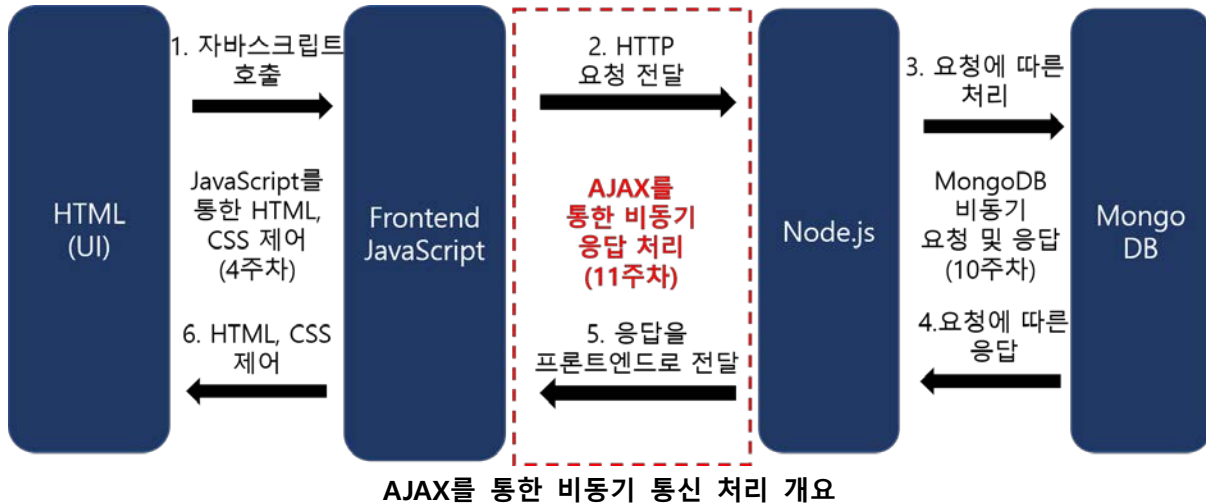 1. 자바스크립트
호출
2. HTTP
요청 전달
3. 요청에 따른
처리
HTML
(UI)
JavaScript를
통한 HTML,
CSS 제어
(4주차)
Frontend
JavaScript
AJAX를
통한 비동기
응답 처리
(11주차)
Node.js
MongoDB
비동기
요청 및 응답
(10주차)
Mongo
DB
6. HTML, CSS
제어
5. 응답을
프론트엔드로 전달
4.요청에 따른
응답
AJAX를 통한 비동기 통신 처리 개요